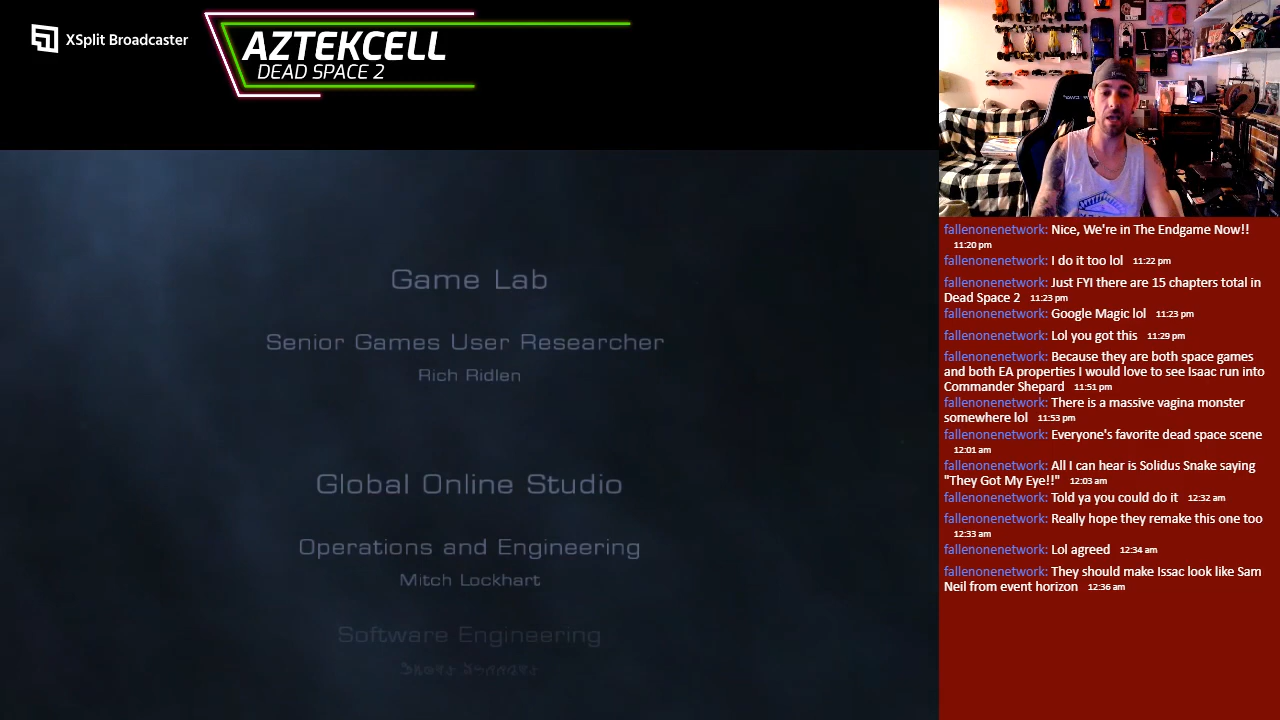 XSplit Broadcaster
AZTEKCELL
DEAD SPACE 2
Game Lab
Senior Games User Researcher
Rich Ridlen
Global Online Studio
Operations and Engineering
Mitch Lockhart
Software Engineering
fallenonenetwork: Nice, We're in The Endgame Now!!
11:20 pm
fallenonenetwork: I do it too lol 11:22 pm
fallenonenetwork: Just FYI there are 15 chapters total in
Dead Space 2 11:23 pm
fallenonenetwork: Google Magic lol 11:23 pm
fallenonenetwork: Lol you got this 11:29 pm
fallenonenetwork: Because they are both space games
and both EA properties I would love to see Isaac run into
Commander Shepard 11:51 pm
fallenonenetwork: There is a massive vagina monster
somewhere lol 11:53 pm
fallenonenetwork: Everyone's favorite dead space scene
12:01 am
fallenonenetwork: All I can hear is Solidus Snake saying
"They Got My Eye!!" 12:03 am
fallenonenetwork: Told ya you could do it 12:32 am
fallenonenetwork: Really hope they remake this one too
12:33 am
fallenonenetwork: Lol agreed 12:34 am
fallenonenetwork: They should make Issac look like Sam
Neil from event horizon 12:36 am